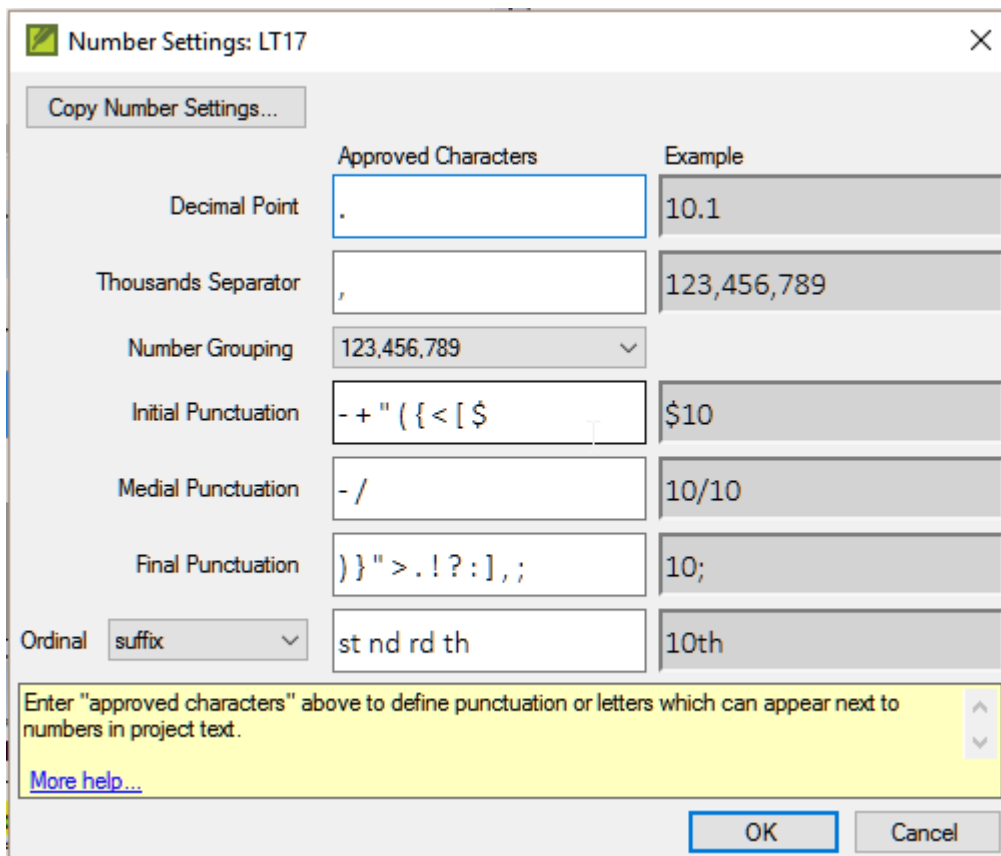 Number Settings: LT17
Copy Number Settings...
Approved Characters Example
Decimal Point . 10.1
Thousands Separator , 123,456,789
Number Grouping 123,456,789
Initial Punctuation - + " ( { < [ $ $10
Medial Punctuation - / 10/10
Final Punctuation ) } " > . ! ? : ] , ; 10;
Ordinal suffix st nd rd th 10th
Enter "approved characters" above to define punctuation or letters which can appear next to
numbers in project text.
More help...
OK Cancel